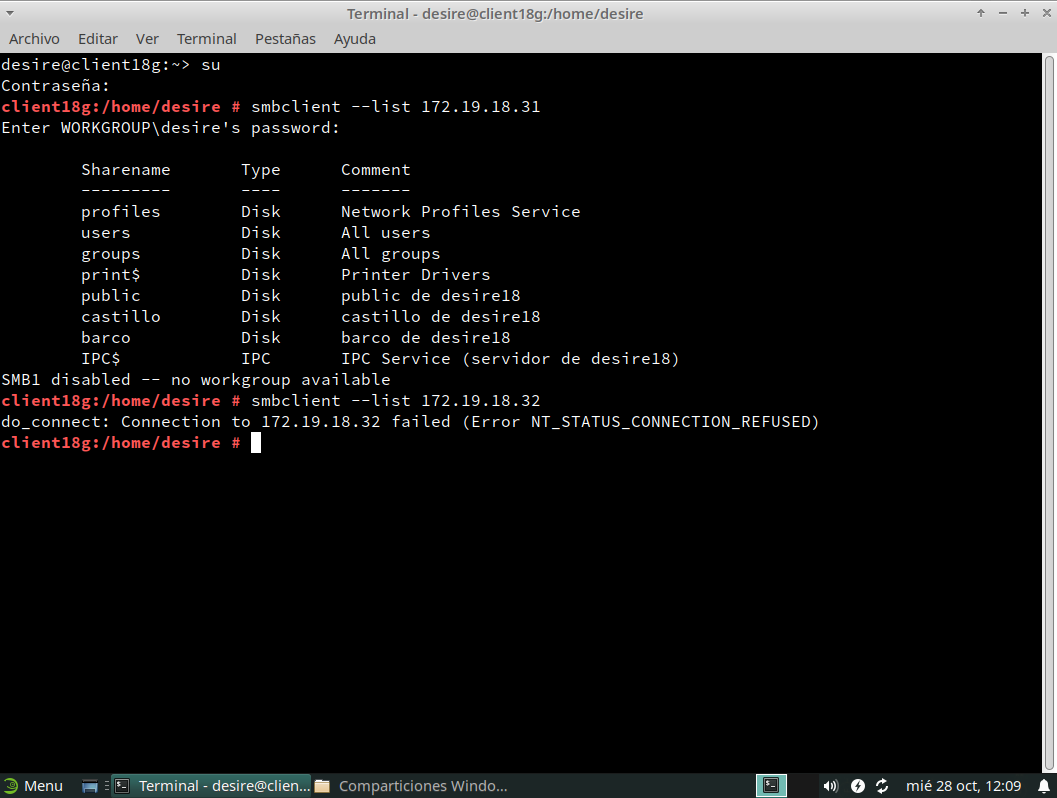 Terminal - desire@client18g:/home/desire
Archivo Editar Ver Terminal Pestañas Ayuda
desire@client18g:~> su
Contraseña:
client18g:/home/desire # smbclient --list 172.19.18.31
Enter WORKGROUP\desire's password:
Sharename Type Comment
--------- ---- -------
profiles Disk Network Profiles Service
users Disk All users
groups Disk All groups
print$ Disk Printer Drivers
public Disk public de desire18
castillo Disk castillo de desire18
barco Disk barco de desire18
IPC$ IPC IPC Service (servidor de desire18)
SMB1 disabled -- no workgroup available
client18g:/home/desire # smbclient --list 172.19.18.32
do_connect: Connection to 172.19.18.32 failed (Error NT_STATUS_CONNECTION_REFUSED)
client18g:/home/desire #
Menu Terminal - desire@clien... Comparticiones Windo... mié 28 oct, 12:09